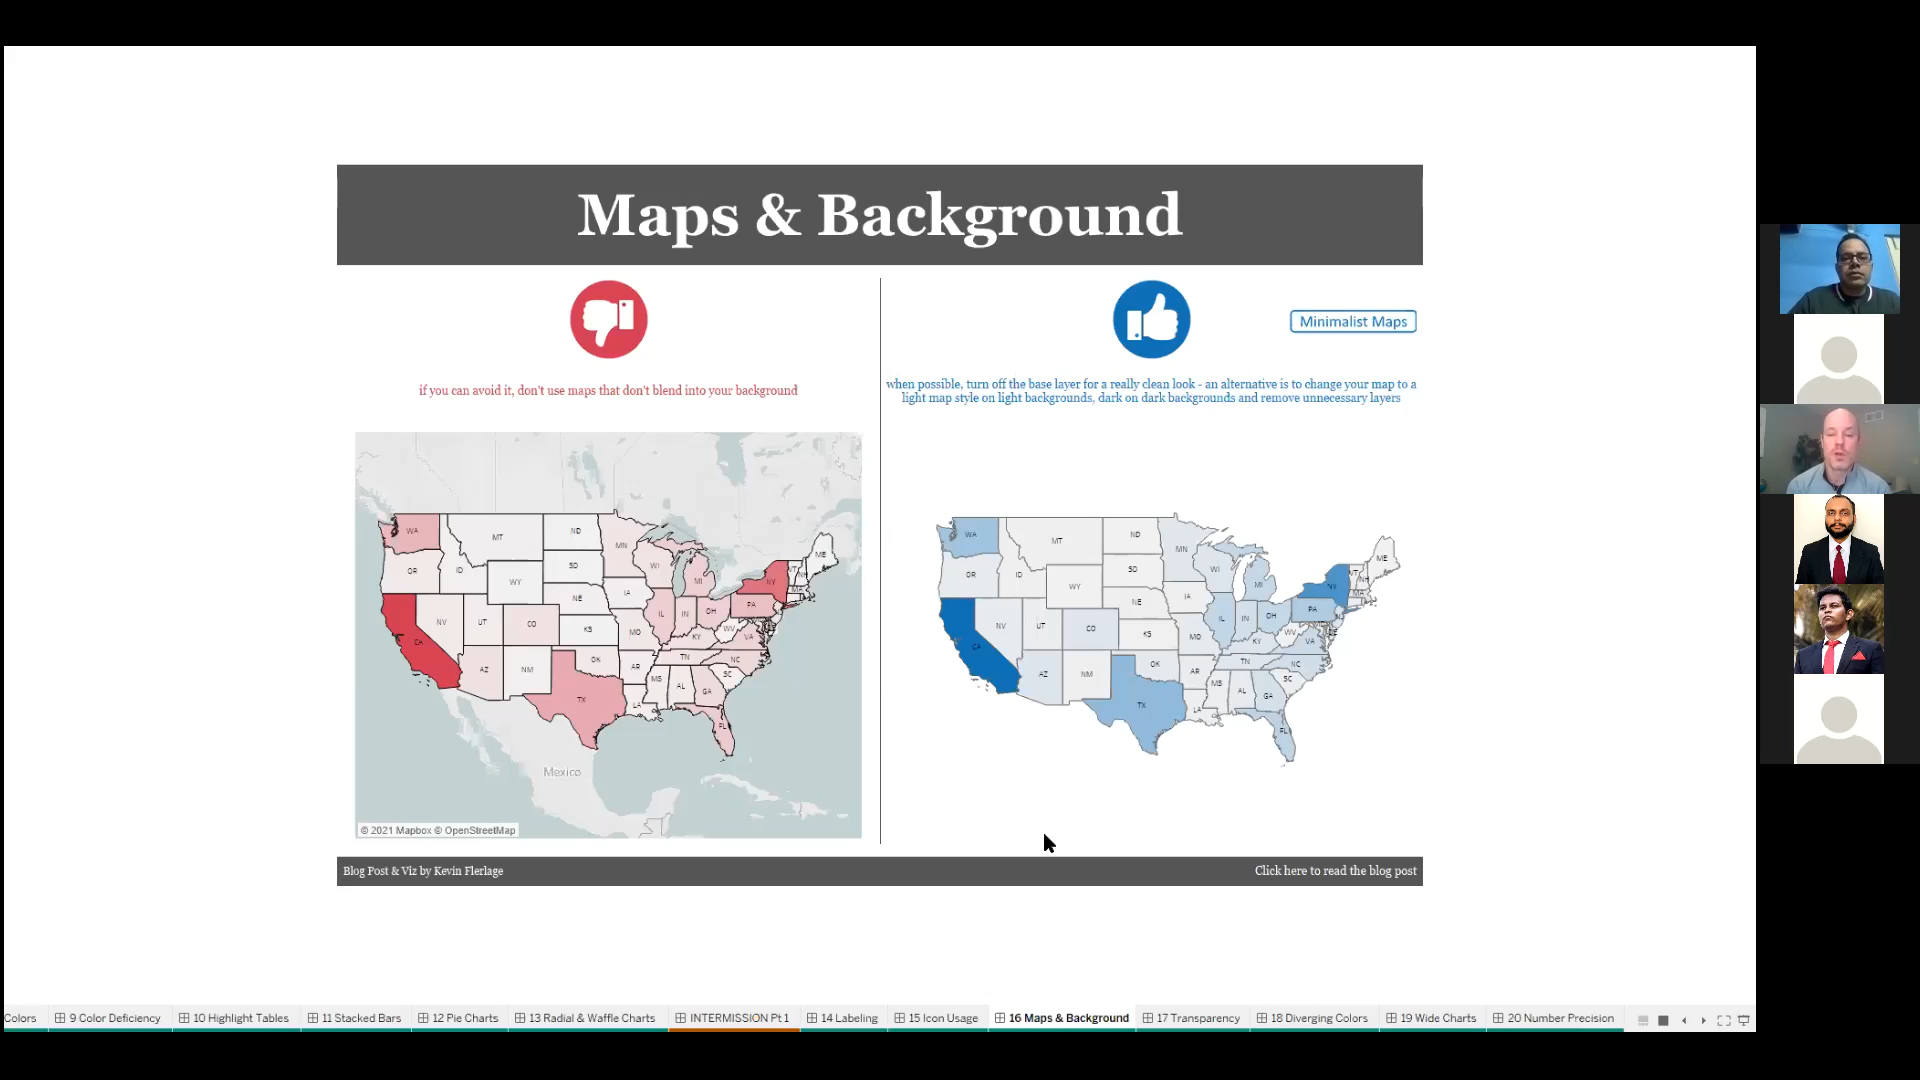 Maps & Background
Minimalist Maps
if you can avoid it, don't use maps that don't blend into your background
when possible, turn off the base layer for a really clean look - an alternative is to change your map to a
light map style on light backgrounds, dark on dark backgrounds and remove unnecessary layers
WA
MT
ND
MN
ME
OR
ID
SD
WI
VT
NH
WY
MI
NY
MA
NE
IA
PA
NV
UT
CO
IL
IN
OH
KS
MO
WV
VA
KY
CA
AZ
NM
OK
AR
TN
NC
TX
MS
AL
GA
SC
LA
FL
Mexico
© 2021 Mapbox © OpenStreetMap
WA
MT
ND
MN
ME
OR
ID
SD
WI
VT
NH
WY
MI
NY
MA
NE
IA
PA
NV
UT
CO
IL
IN
OH
KS
MO
WV
VA
KY
CA
AZ
NM
OK
AR
TN
NC
TX
MS
AL
GA
SC
LA
FL
Blog Post & Viz by Kevin Flerlage
Click here to read the blog post
Colors
9 Color Deficiency
10 Highlight Tables
11 Stacked Bars
12 Pie Charts
13 Radial & Waffle Charts
INTERMISSION Pt 1
14 Labeling
15 Icon Usage
16 Maps & Background
17 Transparency
18 Diverging Colors
19 Wide Charts
20 Number Precision